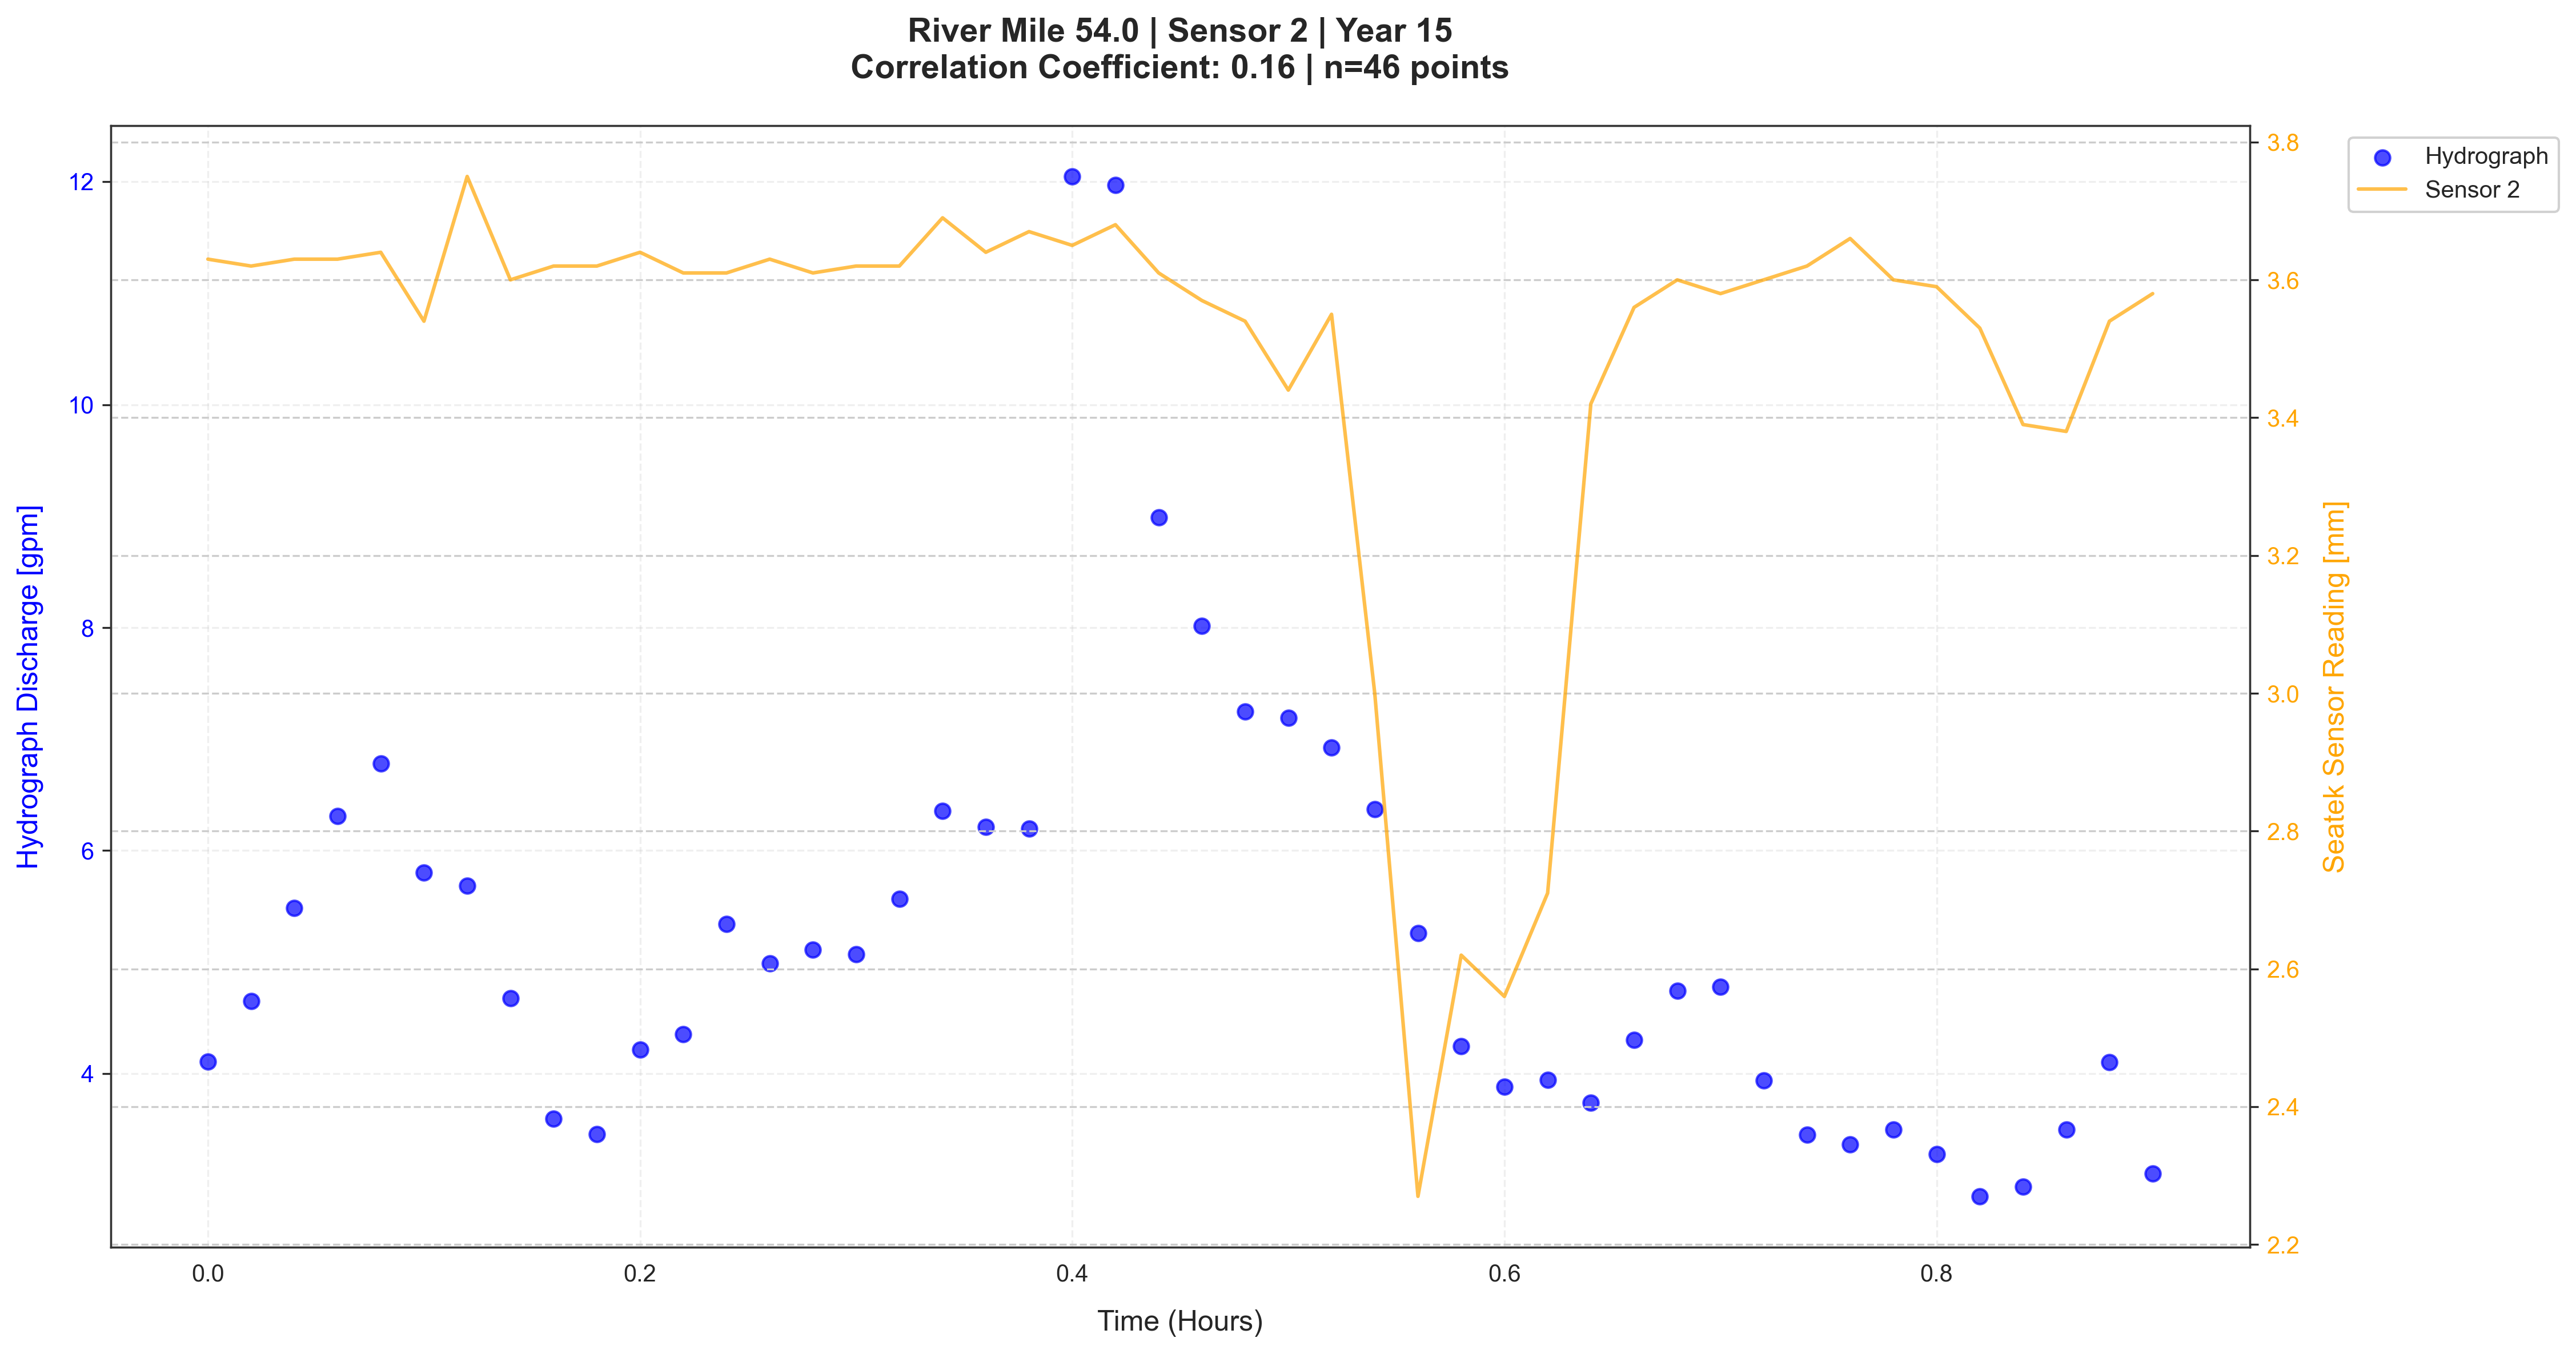 River Mile 54.0 | Sensor 2 | Year 15
Correlation Coefficient: 0.16 | n=46 points
Hydrograph
Sensor 2
Hydrograph Discharge [gpm]
12
10
8
6
4
3.8
3.6
3.4
3.2
3.0
2.8
2.6
2.4
2.2
Seatek Sensor Reading [mm]
0.0 0.2 0.4 0.6 0.8
Time (Hours)